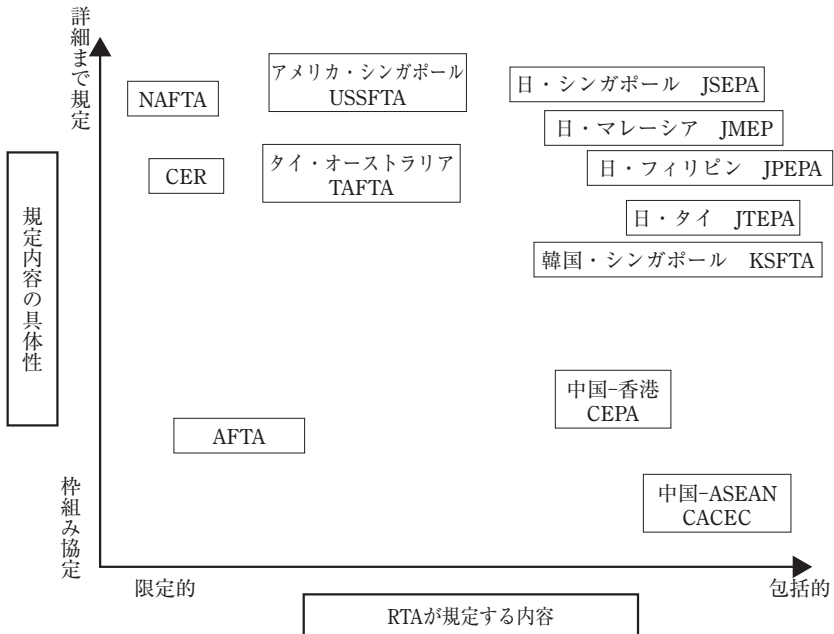 詳細まで規定
NAFTA
アメリカ・シンガポール
USSFTA
日・シンガポール JSEPA
日・マレーシア JMEP
CER
タイ・オーストラリア
TAFTA
日・フィリピン JPEPA
日・タイ JTEPA
韓国・シンガポール KSFTA
規定内容の具体性
中国−香港
CEPA
AFTA
中国−ASEAN
CACEC
枠組み協定
限定的
包括的
RTAが規定する内容